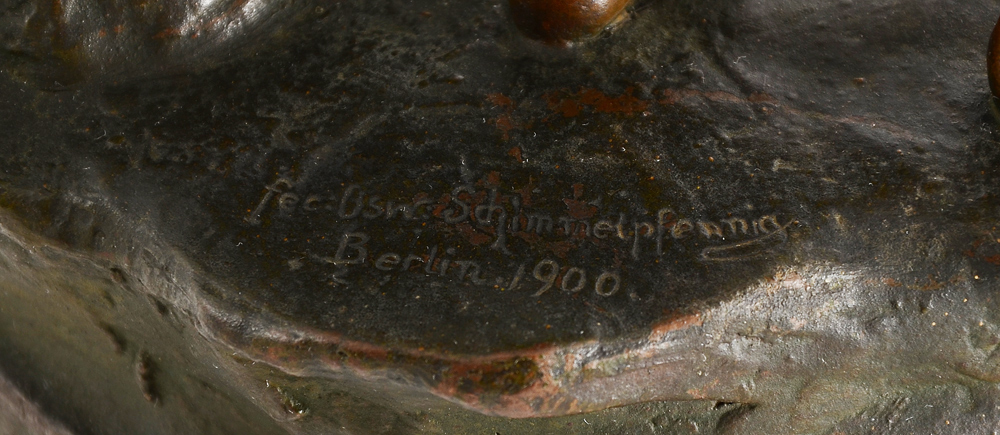 fec. Osw. Schimmelpfennig
Berlin. 1900.